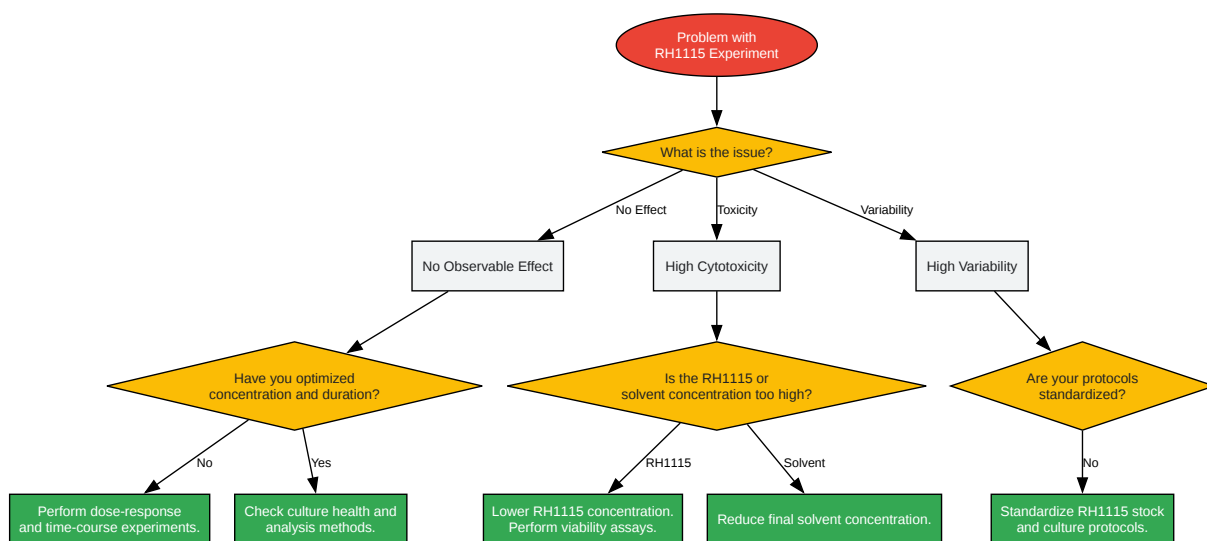 Problem with
RH1115 Experiment
What is the issue?
No Effect
Toxicity
Variability
No Observable Effect
High Cytotoxicity
High Variability
Have you optimized
concentration and duration?
Is the RH1115 or
solvent concentration too high?
Are your protocols
standardized?
No
Yes
RH1115
Solvent
No
Perform dose-response
and time-course experiments.
Check culture health and
analysis methods.
Lower RH1115 concentration.
Perform viability assays.
Reduce final solvent concentration.
Standardize RH1115 stock
and culture protocols.